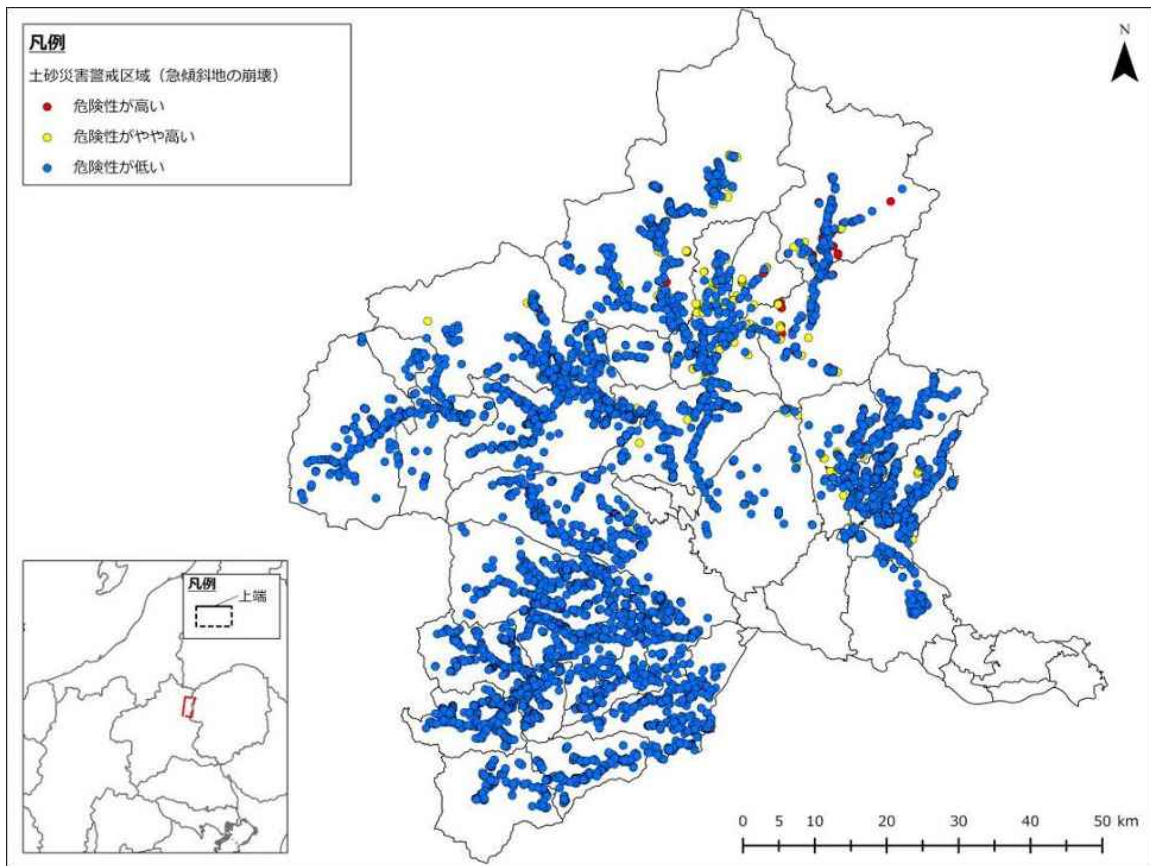 凡例
土砂災害警戒区域（急傾斜地の崩壊）
危険性が高い
危険性がやや高い
危険性が低い
N
凡例
上端
0 5 10 20 30 40 50 km